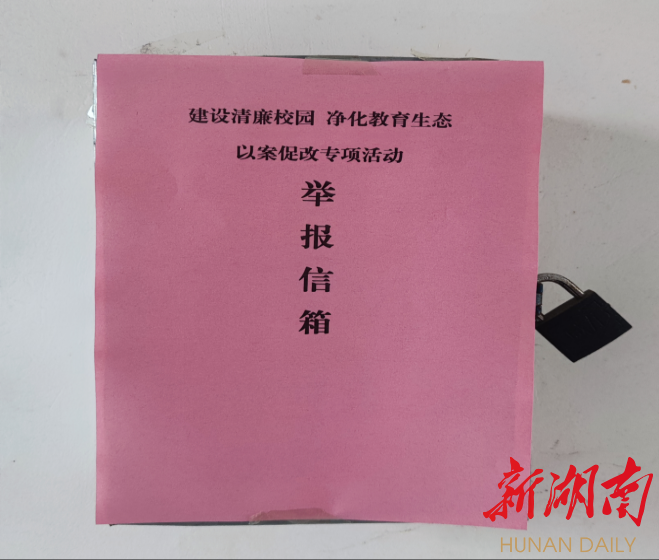 建设清廉校园 净化教育生态
以案促改专项活动
举
报
信
箱
新湖南
HUNAN DAILY